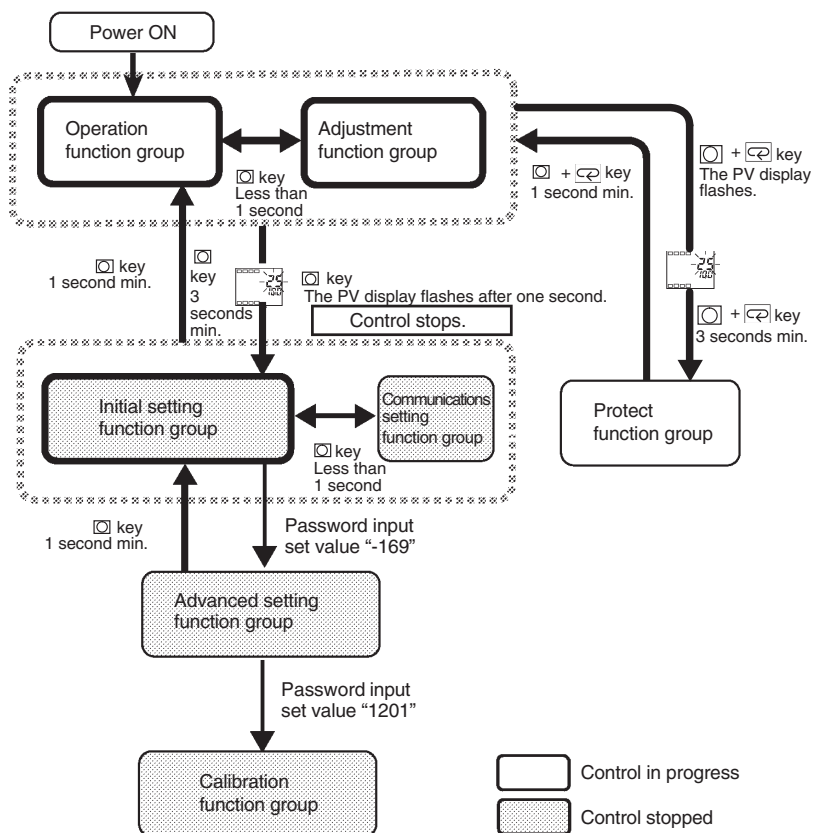 Power ON
Operation
function group
Adjustment
function group
key
Less than
1 second
+ key
1 second min.
+ key
The PV display
flashes.
key
1 second min.
key
3
seconds
min.
25
key
The PV display flashes after one second.
Control stops.
25
+ key
3 seconds min.
Initial setting
function group
Communications
setting
function group
key
Less than
1 second
Protect
function group
key
1 second min.
Password input
set value “-169”
Advanced setting
function group
Password input
set value “1201”
Calibration
function group
Control in progress
Control stopped